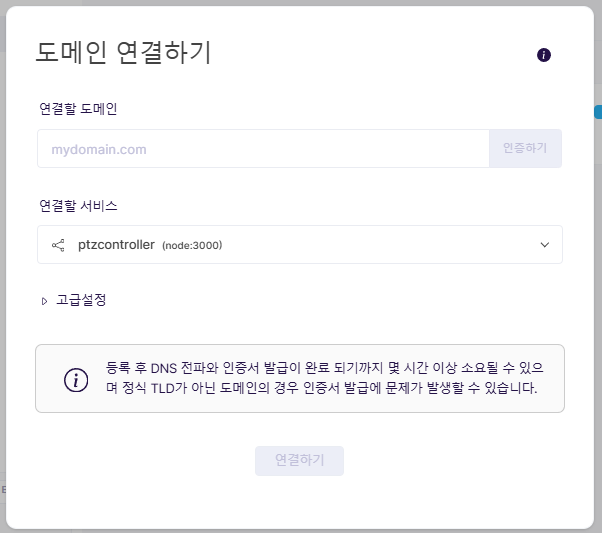 도메인 연결하기
연결할 도메인
mydomain.com
인증하기
연결할 서비스
ptzcontroller (node:3000)
고급설정
등록 후 DNS 전파와 인증서 발급이 완료 되기까지 몇 시간 이상 소요될 수 있으
며 정식 TLD가 아닌 도메인의 경우 인증서 발급에 문제가 발생할 수 있습니다.
연결하기